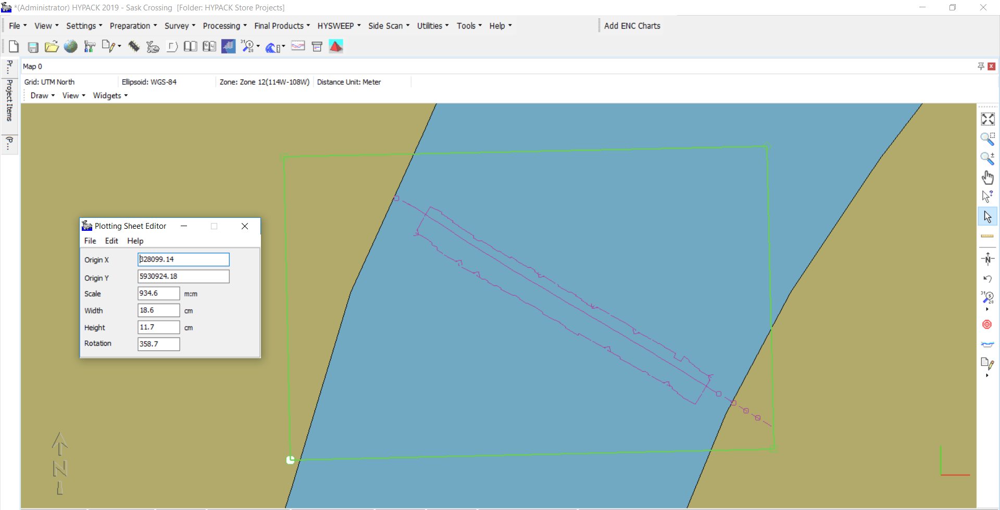 *(Administrator) HYPACK 2019 - Sask Crossing [Folder: HYPACK Store Projects]
File View Settings Preparation Survey Processing Final Products HYSWEEP Side Scan Utilities Tools Help Add ENC Charts
Pr...
Project Items
(P...
Map 0
Grid: UTM North Ellipsoid: WGS-84 Zone: Zone 12(114W-108W) Distance Unit: Meter
Draw View Widgets
Plotting Sheet Editor
File Edit Help
Origin X 328099.14
Origin Y 5930924.18
Scale 934.6 m:m
Width 18.6 cm
Height 11.7 cm
Rotation 358.7
N